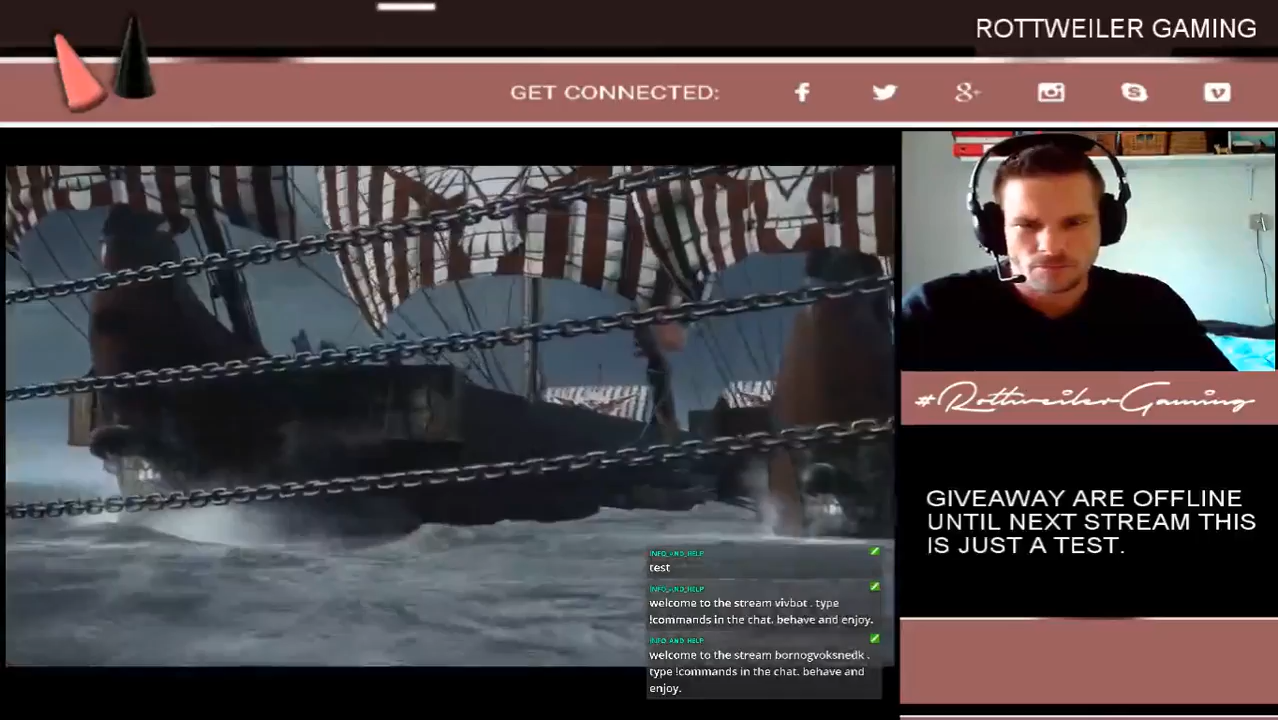 ROTTWEILER GAMING
GET CONNECTED:
#RottweilerGaming
GIVEAWAY ARE OFFLINE
UNTIL NEXT STREAM THIS
IS JUST A TEST.
INFO_AND_HELP
test
INFO_AND_HELP
welcome to the stream vivbot . type
!commands in the chat. behave and enjoy.
INFO_AND_HELP
welcome to the stream bornogvoksnedk .
type !commands in the chat. behave and
enjoy.